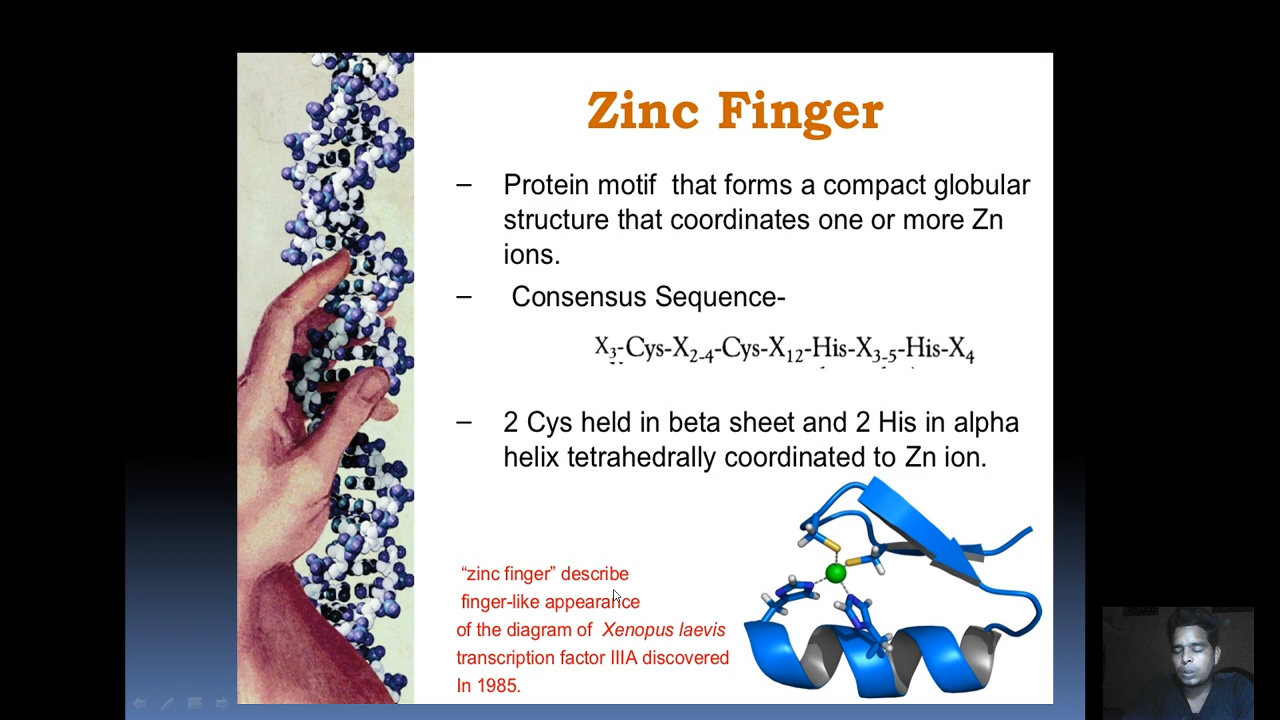 Zinc Finger
– Protein motif that forms a compact globular
structure that coordinates one or more Zn
ions.
– Consensus Sequence-
X3-Cys-X2-4-Cys-X12-His-X3-5-His-X4
– 2 Cys held in beta sheet and 2 His in alpha
helix tetrahedrally coordinated to Zn ion.
“zinc finger” describe
finger-like appearance
of the diagram of Xenopus laevis
transcription factor IIIA discovered
In 1985.